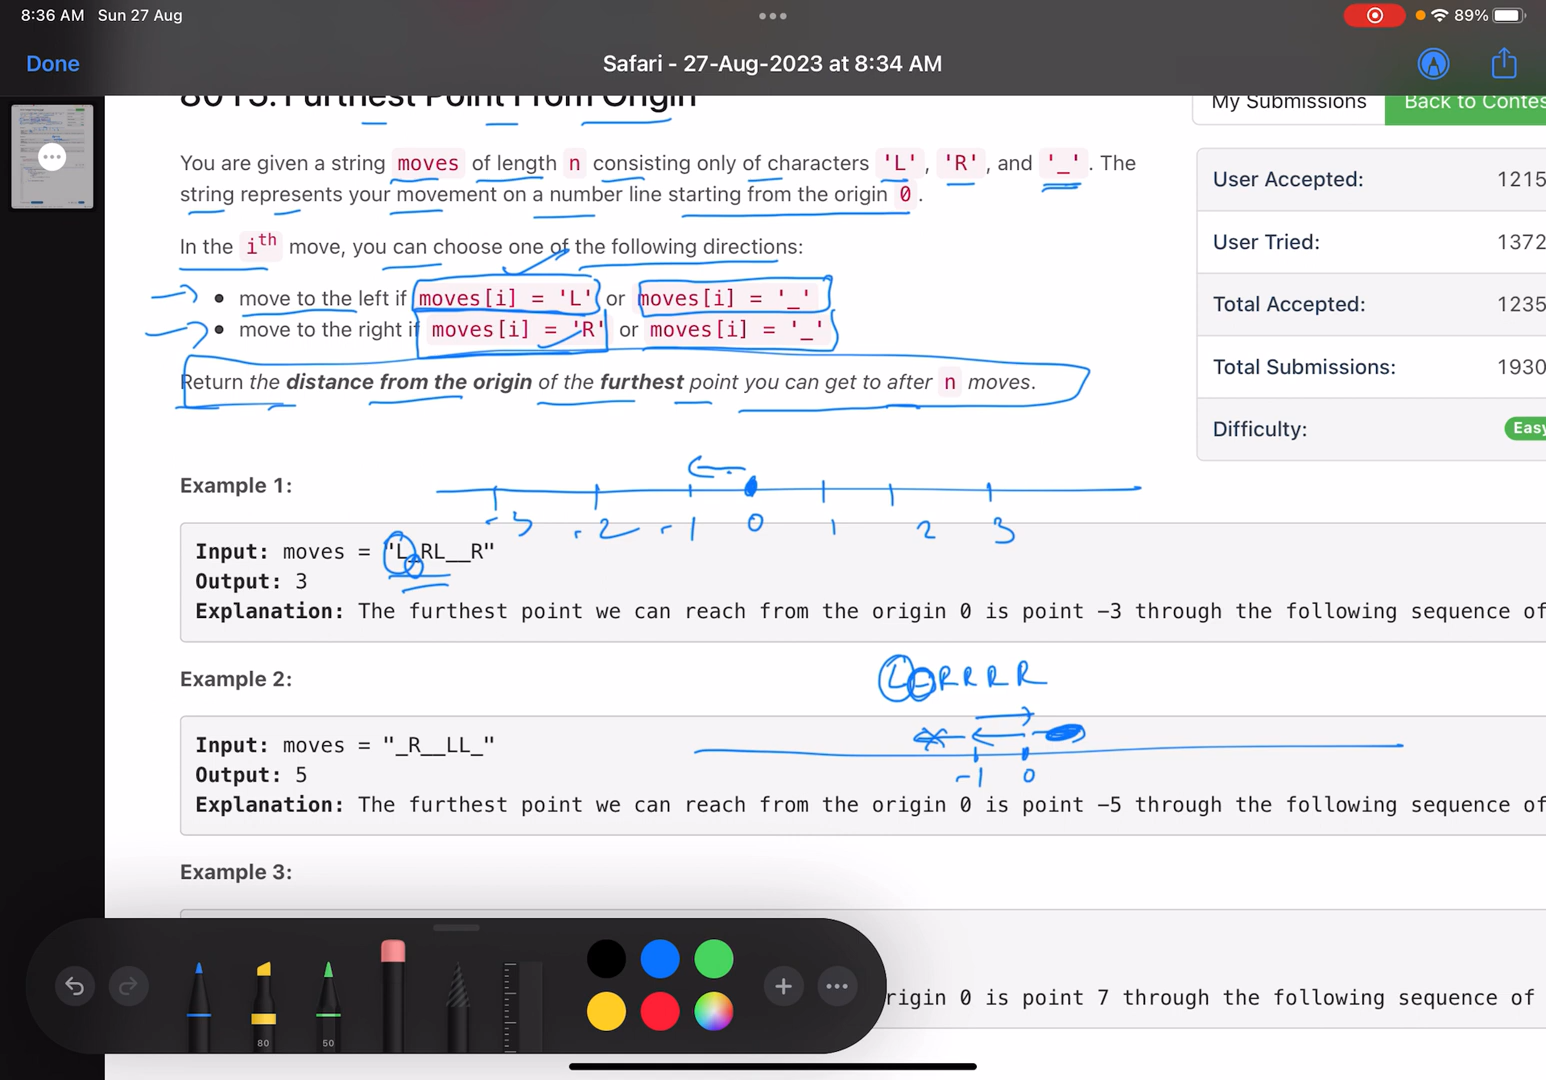 8:36 AM Sun 27 Aug
89%
Done
Safari - 27-Aug-2023 at 8:34 AM
8015. Furthest Point From Origin
My Submissions
Back to Contes
You are given a string moves of length n consisting only of characters 'L', 'R', and '_'. The
string represents your movement on a number line starting from the origin 0.
In the ith move, you can choose one of the following directions:
move to the left if moves[i] = 'L' or moves[i] = '_'
move to the right if moves[i] = 'R' or moves[i] = '_'
Return the distance from the origin of the furthest point you can get to after n moves.
User Accepted: 1215
User Tried: 1372
Total Accepted: 1235
Total Submissions: 1930
Difficulty: Easy
Example 1:
-3 -2 -1 0 1 2 3
Input: moves = "L_RL__R"
Output: 3
Explanation: The furthest point we can reach from the origin 0 is point -3 through the following sequence of
L_RRRR
Example 2:
Input: moves = "_R__LL_"
Output: 5
-1 0
Explanation: The furthest point we can reach from the origin 0 is point -5 through the following sequence of
Example 3:
rigin 0 is point 7 through the following sequence of
80
50